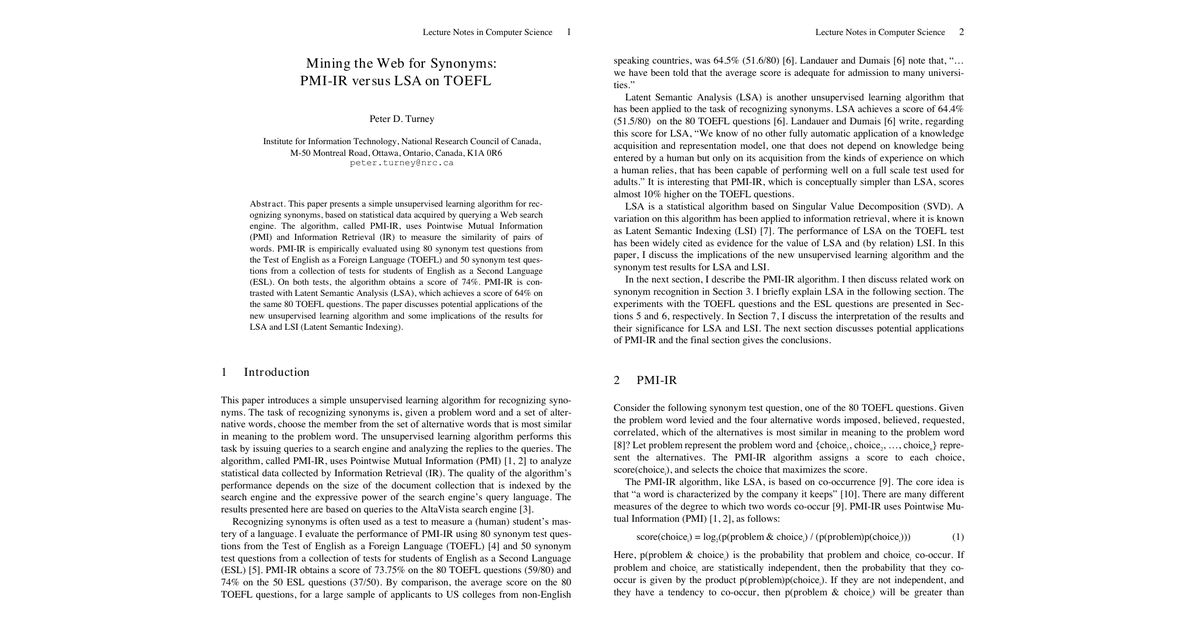 Lecture Notes in Computer Science 1
Mining the Web for Synonyms:
PMI-IR versus LSA on TOEFL
Peter D. Turney
Institute for Information Technology, National Research Council of Canada,
M-50 Montreal Road, Ottawa, Ontario, Canada, K1A 0R6
peter.turney@nrc.ca
Abstract. This paper presents a simple unsupervised learning algorithm for rec-
ognizing synonyms, based on statistical data acquired by querying a Web search
engine. The algorithm, called PMI-IR, uses Pointwise Mutual Information
(PMI) and Information Retrieval (IR) to measure the similarity of pairs of
words. PMI-IR is empirically evaluated using 80 synonym test questions from
the Test of English as a Foreign Language (TOEFL) and 50 synonym test ques-
tions from a collection of tests for students of English as a Second Language
(ESL). On both tests, the algorithm obtains a score of 74%. PMI-IR is con-
trasted with Latent Semantic Analysis (LSA), which achieves a score of 64% on
the same 80 TOEFL questions. The paper discusses potential applications of the
new unsupervised learning algorithm and some implications of the results for
LSA and LSI (Latent Semantic Indexing).
1 Introduction
This paper introduces a simple unsupervised learning algorithm for recognizing syno-
nyms. The task of recognizing synonyms is, given a problem word and a set of alter-
native words, choose the member from the set of alternative words that is most similar
in meaning to the problem word. The unsupervised learning algorithm performs this
task by issuing queries to a search engine and analyzing the replies to the queries. The
algorithm, called PMI-IR, uses Pointwise Mutual Information (PMI) [1, 2] to analyze
statistical data collected by Information Retrieval (IR). The quality of the algorithm's
performance depends on the size of the document collection that is indexed by the
search engine and the expressive power of the search engine's query language. The
results presented here are based on queries to the AltaVista search engine [3].
Recognizing synonyms is often used as a test to measure a (human) student's mas-
tery of a language. I evaluate the performance of PMI-IR using 80 synonym test ques-
tions from the Test of English as a Foreign Language (TOEFL) [4] and 50 synonym
test questions from a collection of tests for students of English as a Second Language
(ESL) [5]. PMI-IR obtains a score of 73.75% on the 80 TOEFL questions (59/80) and
74% on the 50 ESL questions (37/50). By comparison, the average score on the 80
TOEFL questions, for a large sample of applicants to US colleges from non-English
Lecture Notes in Computer Science 2
speaking countries, was 64.5% (51.6/80) [6]. Landauer and Dumais [6] note that, “…
we have been told that the average score is adequate for admission to many universi-
ties.”
Latent Semantic Analysis (LSA) is another unsupervised learning algorithm that
has been applied to the task of recognizing synonyms. LSA achieves a score of 64.4%
(51.5/80) on the 80 TOEFL questions [6]. Landauer and Dumais [6] write, regarding
this score for LSA, “We know of no other fully automatic application of a knowledge
acquisition and representation model, one that does not depend on knowledge being
entered by a human but only on its acquisition from the kinds of experience on which
a human relies, that has been capable of performing well on a full scale test used for
adults.” It is interesting that PMI-IR, which is conceptually simpler than LSA, scores
almost 10% higher on the TOEFL questions.
LSA is a statistical algorithm based on Singular Value Decomposition (SVD). A
variation on this algorithm has been applied to information retrieval, where it is known
as Latent Semantic Indexing (LSI) [7]. The performance of LSA on the TOEFL test
has been widely cited as evidence for the value of LSA and (by relation) LSI. In this
paper, I discuss the implications of the new unsupervised learning algorithm and the
synonym test results for LSA and LSI.
In the next section, I describe the PMI-IR algorithm. I then discuss related work on
synonym recognition in Section 3. I briefly explain LSA in the following section. The
experiments with the TOEFL questions and the ESL questions are presented in Sec-
tions 5 and 6, respectively. In Section 7, I discuss the interpretation of the results and
their significance for LSA and LSI. The next section discusses potential applications
of PMI-IR and the final section gives the conclusions.
2 PMI-IR
Consider the following synonym test question, one of the 80 TOEFL questions. Given
the problem word levied and the four alternative words imposed, believed, requested,
correlated, which of the alternatives is most similar in meaning to the problem word
[8]? Let problem represent the problem word and {choice₁, choice₂, …, choiceₙ} repre-
sent the alternatives. The PMI-IR algorithm assigns a score to each choice,
score(choiceᵢ), and selects the choice that maximizes the score.
The PMI-IR algorithm, like LSA, is based on co-occurrence [9]. The core idea is
that “a word is characterized by the company it keeps” [10]. There are many different
measures of the degree to which two words co-occur [9]. PMI-IR uses Pointwise Mu-
tual Information (PMI) [1, 2], as follows:
score(choiceᵢ) = log₂(p(problem & choiceᵢ) / (p(problem)p(choiceᵢ))) (1)
Here, p(problem & choiceᵢ) is the probability that problem and choiceᵢ co-occur. If
problem and choiceᵢ are statistically independent, then the probability that they co-
occur is given by the product p(problem)p(choiceᵢ). If they are not independent, and
they have a tendency to co-occur, then p(problem & choiceᵢ) will be greater than